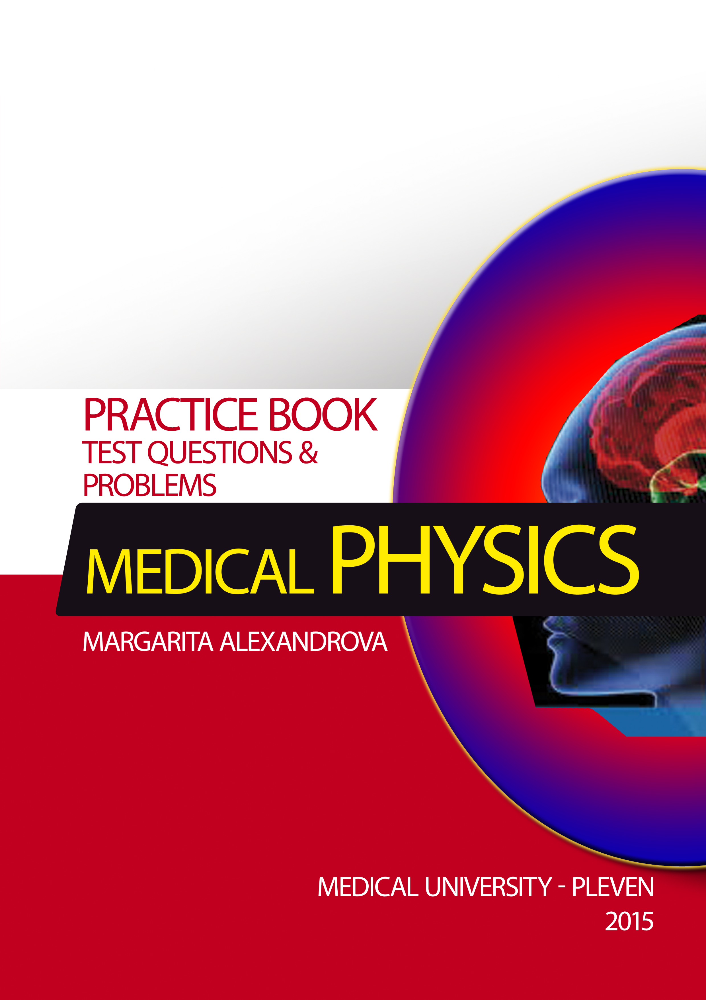 PRACTICE BOOK
TEST QUESTIONS &
PROBLEMS
MEDICAL PHYSICS
MARGARITA ALEXANDROVA
MEDICAL UNIVERSITY - PLEVEN
2015